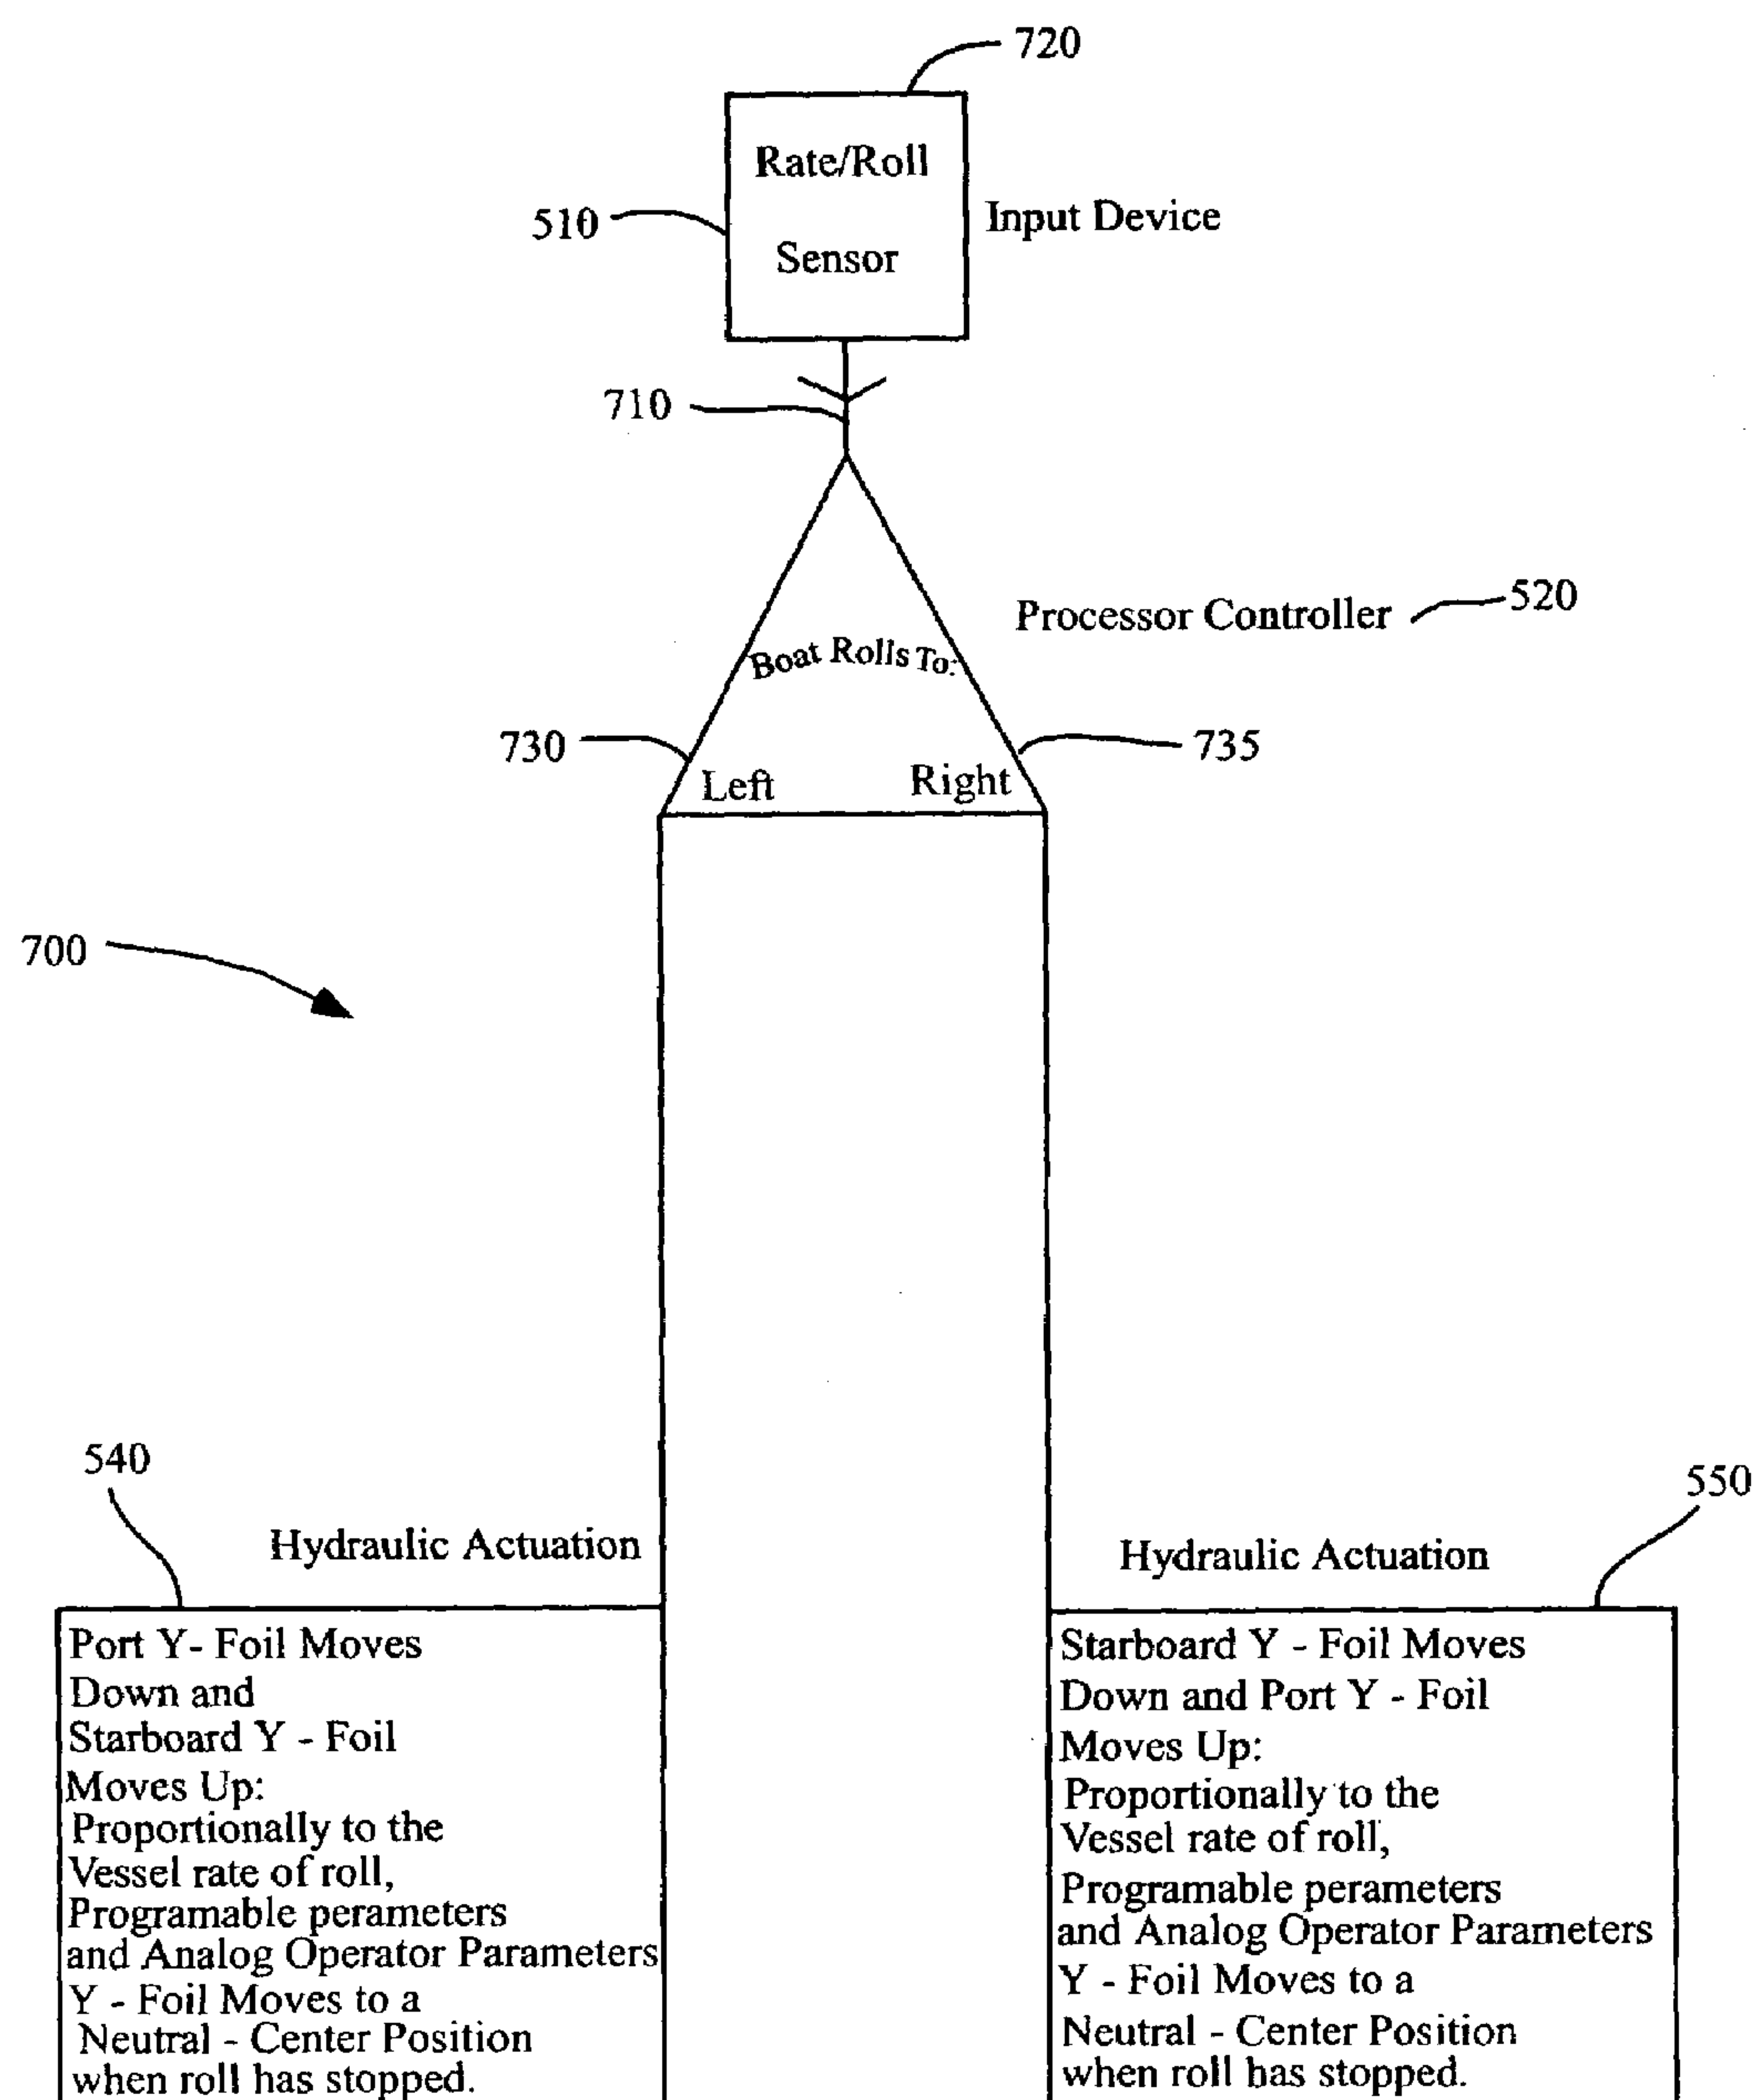 720
Rate/Roll
510
Input Device
Sensor
710
Processor Controller
520
Boat Rolls To:
730
735
Left
Right
700
540
550
Hydraulic Actuation
Hydraulic Actuation
Port Y- Foil Moves
Down and
Starboard Y - Foil
Moves Up:
Proportionally to the
Vessel rate of roll,
Programable perameters
and Analog Operator Parameters
Y - Foil Moves to a
Neutral - Center Position
when roll has stopped.
Starboard Y - Foil Moves
Down and Port Y - Foil
Moves Up:
Proportionally to the
Vessel rate of roll,
Programable perameters
and Analog Operator Parameters
Y - Foil Moves to a
Neutral - Center Position
when roll has stopped.